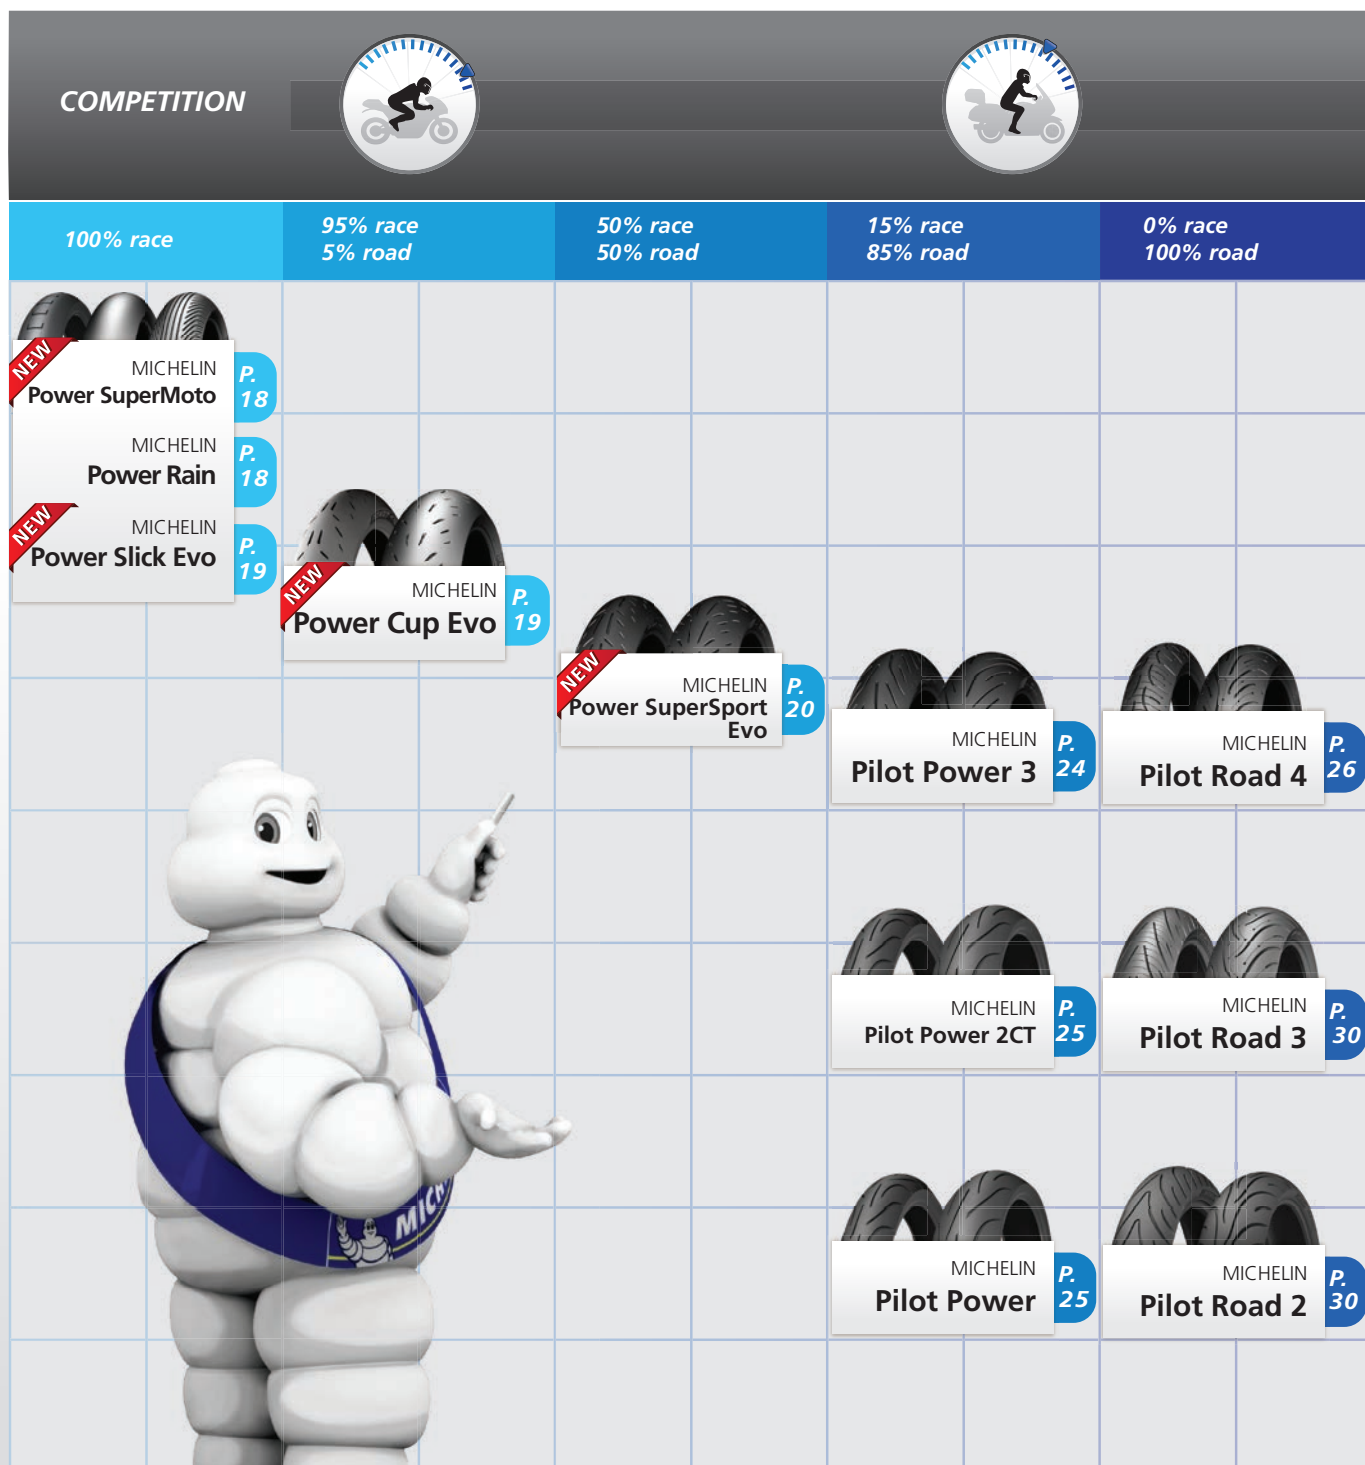 COMPETITION
100% race
95% race
5% road
50% race
50% road
15% race
85% road
0% race
100% road
NEW
MICHELIN
Power SuperMoto
P.
18
MICHELIN
Power Rain
P.
18
NEW
MICHELIN
Power Slick Evo
P.
19
NEW
MICHELIN
Power Cup Evo
P.
19
NEW
MICHELIN
Power SuperSport
Evo
P.
20
MICHELIN
Pilot Power 3
P.
24
MICHELIN
Pilot Road 4
P.
26
MICHELIN
Pilot Power 2CT
P.
25
MICHELIN
Pilot Road 3
P.
30
MICHELIN
Pilot Power
P.
25
MICHELIN
Pilot Road 2
P.
30
MICH